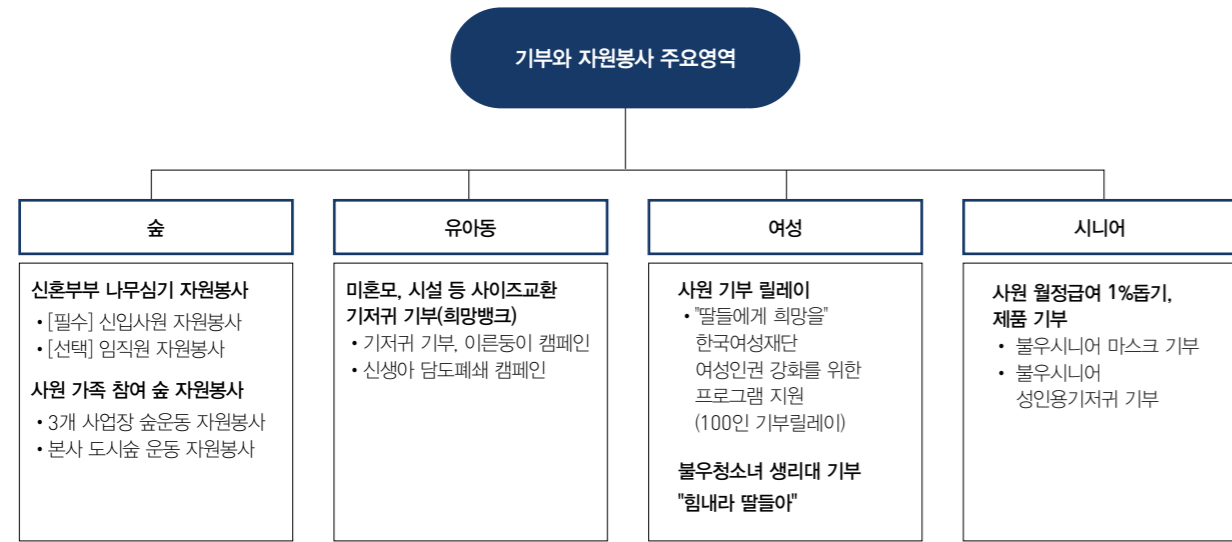 기부와 자원봉사 주요영역
숲
신혼부부 나무심기 자원봉사
• [필수] 신입사원 자원봉사
• [선택] 임직원 자원봉사
사원 가족 참여 숲 자원봉사
• 3개 사업장 숲운동 자원봉사
• 본사 도시숲 운동 자원봉사
유아동
미혼모, 시설 등 사이즈교환
기저귀 기부(희망뱅크)
• 기저귀 기부, 이른둥이 캠페인
• 신생아 담도폐쇄 캠페인
여성
사원 기부 릴레이
• "딸들에게 희망을"
한국여성재단
여성인권 강화를 위한
프로그램 지원
(100인 기부릴레이)
불우청소녀 생리대 기부
"힘내라 딸들아"
시니어
사원 월정급여 1%돕기,
제품 기부
• 불우시니어 마스크 기부
• 불우시니어
성인용기저귀 기부